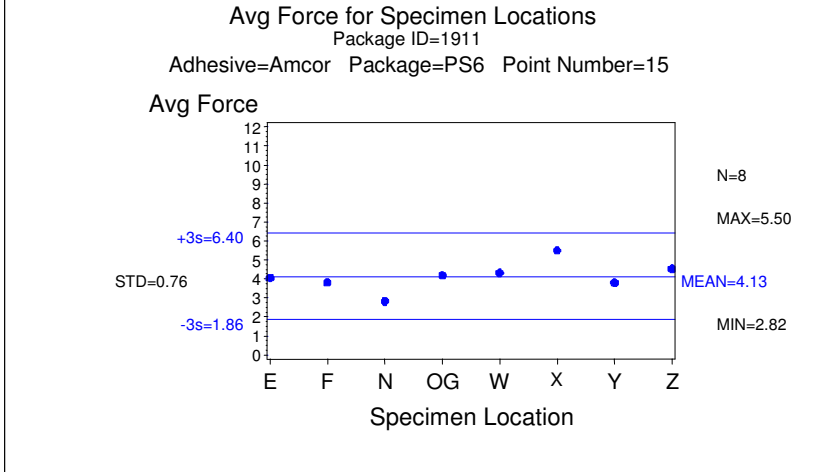 Avg Force for Specimen Locations
Package ID=1911
Adhesive=Amcor Package=PS6 Point Number=15
Avg Force
12
11
10
9
8
7
6
5
4
3
2
1
0
+3s=6.40
STD=0.76
-3s=1.86
N=8
MAX=5.50
MEAN=4.13
MIN=2.82
E F N OG W X Y Z
Specimen Location